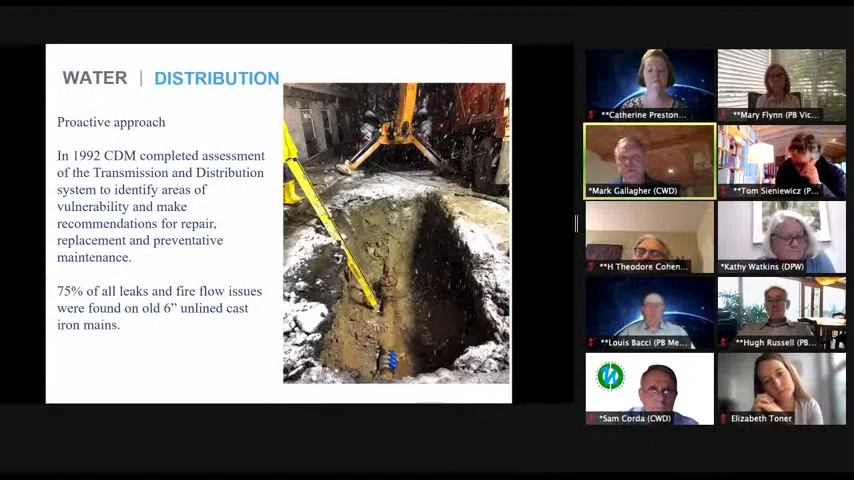 WATER | DISTRIBUTION
Proactive approach
In 1992 CDM completed assessment
of the Transmission and Distribution
system to identify areas of
vulnerability and make
recommendations for repair,
replacement and preventative
maintenance.
75% of all leaks and fire flow issues
were found on old 6” unlined cast
iron mains.
**Catherine Preston...
**Mary Flynn (PB Vic...
*Mark Gallagher (CWD)
**Tom Sieniewicz (P...
**H Theodore Cohen...
*Kathy Watkins (DPW)
**Louis Bacci (PB Me...
**Hugh Russell (PB...
*Sam Corda (CWD)
Elizabeth Toner